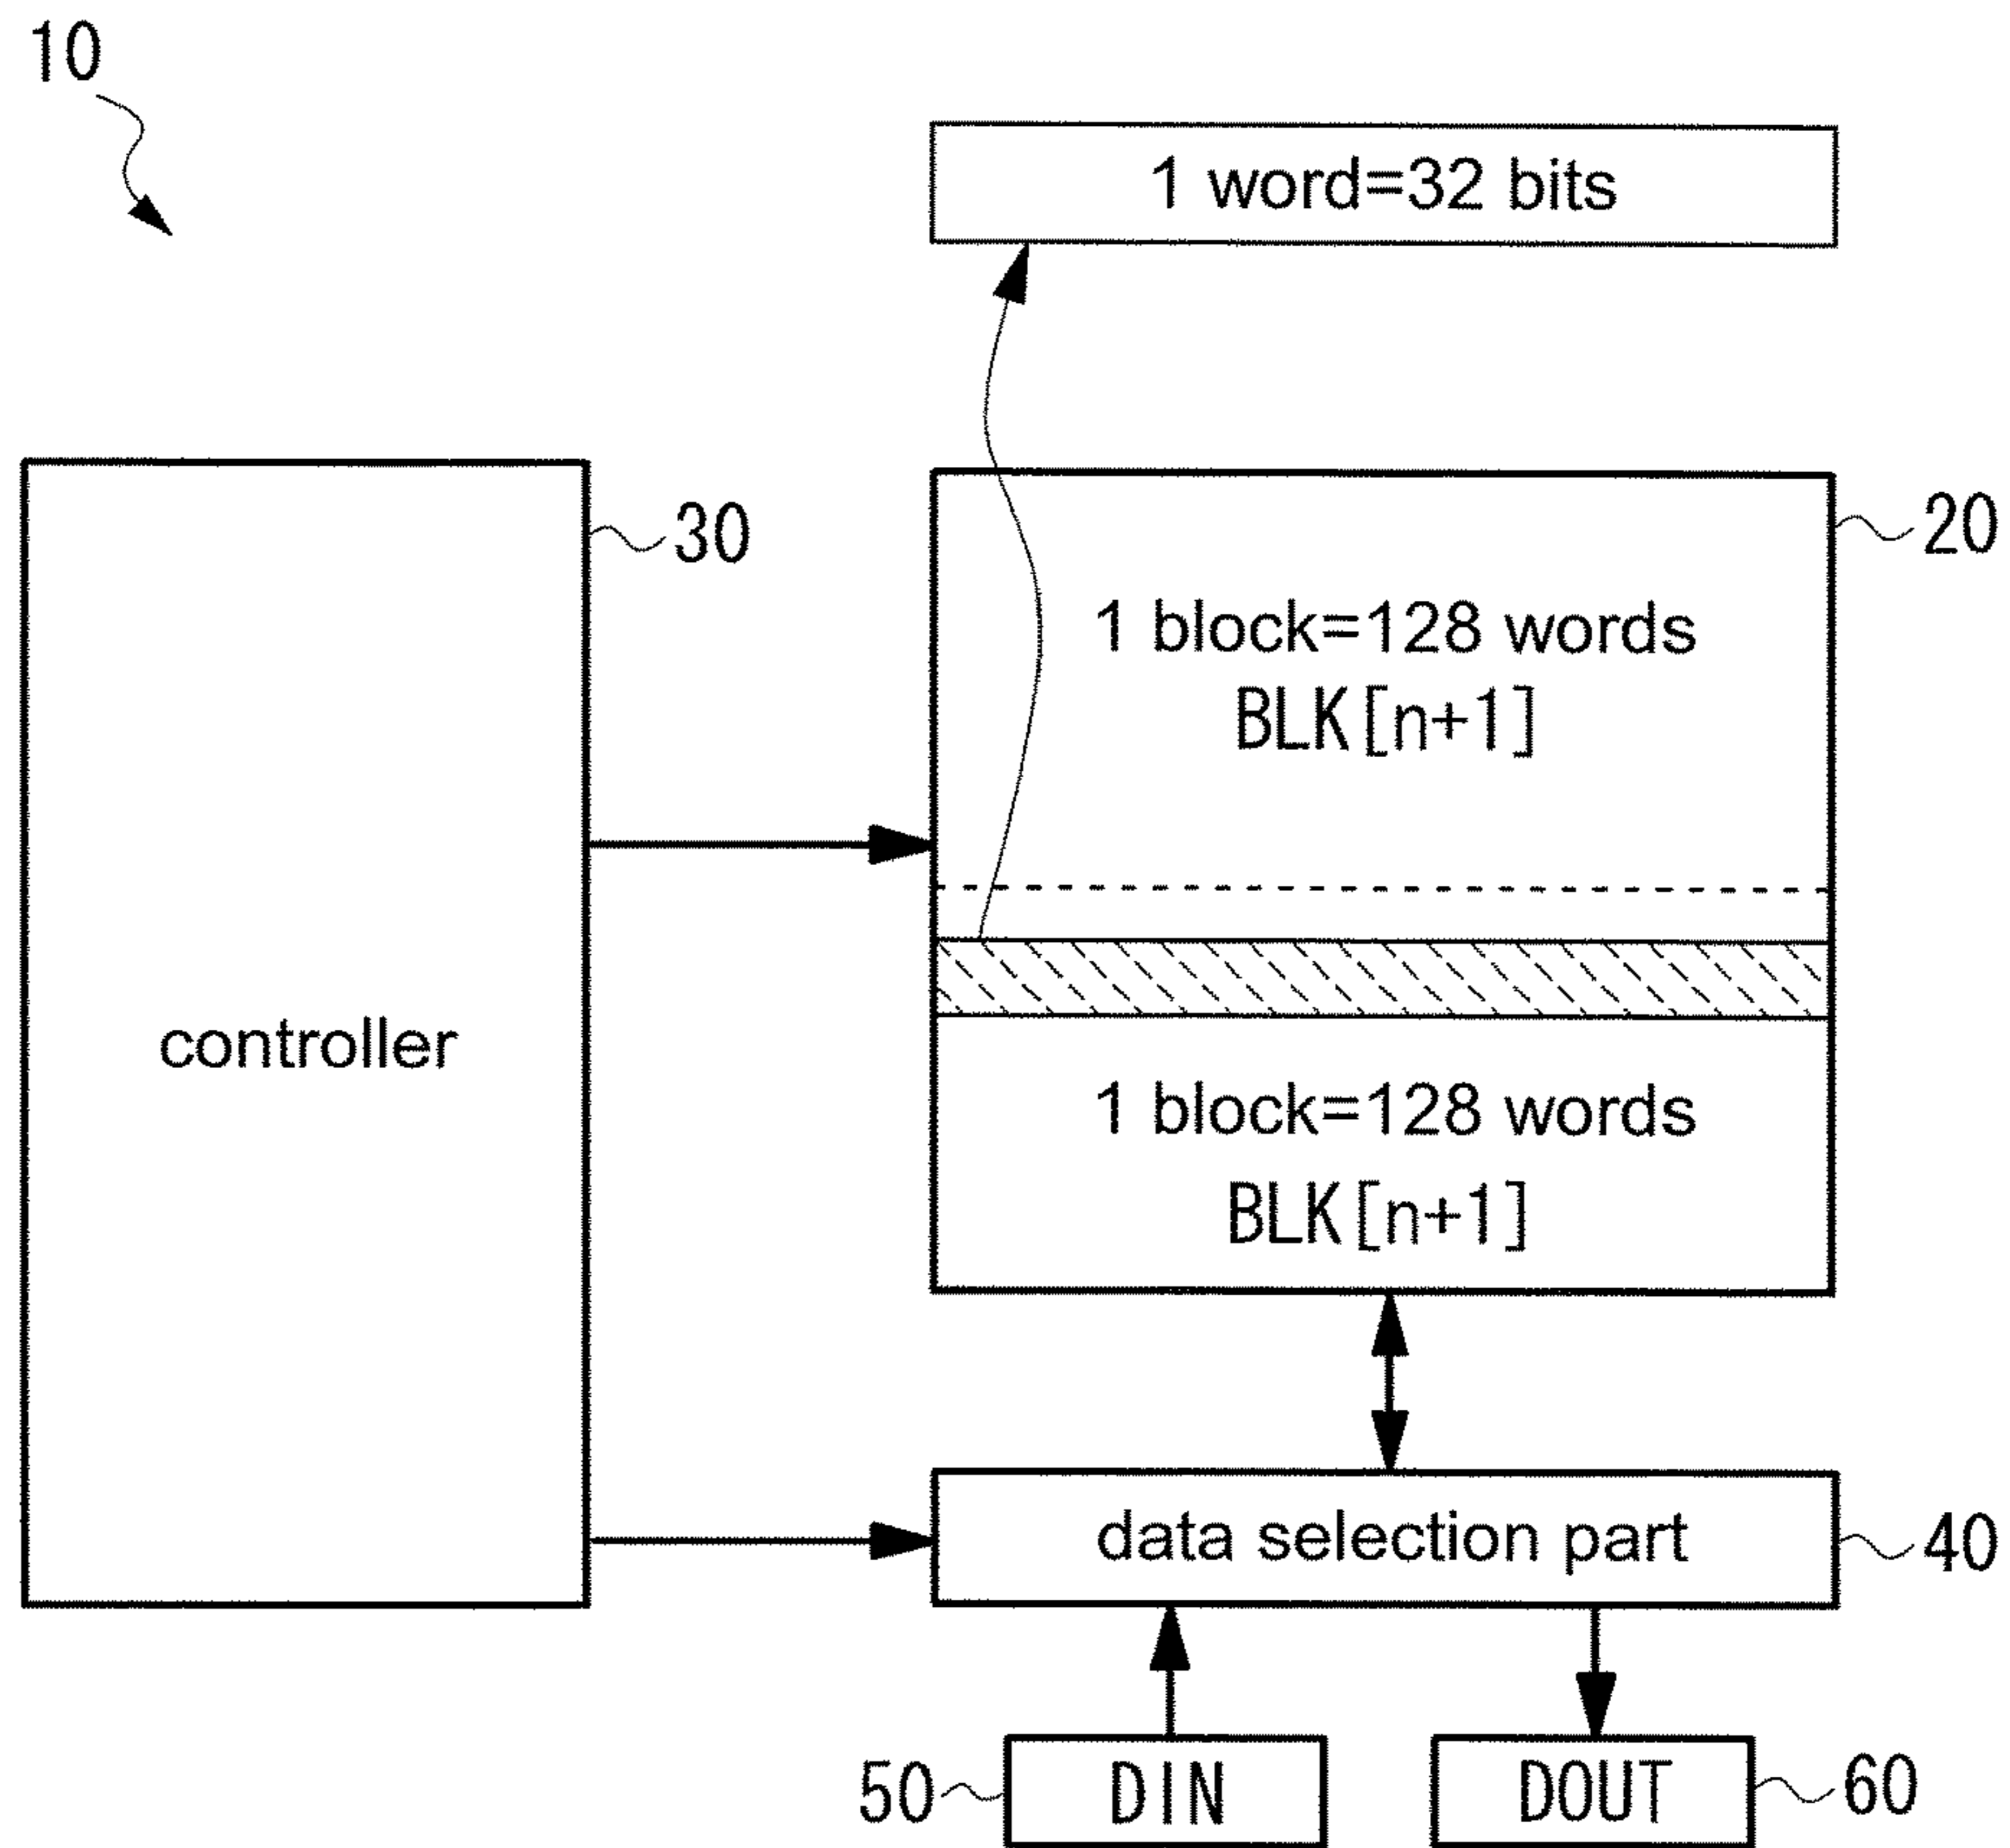 10
1 word=32 bits
30
20
1 block=128 words
BLK[n+1]
controller
1 block=128 words
BLK[n+1]
data selection part
40
50
DIN
DOUT
60